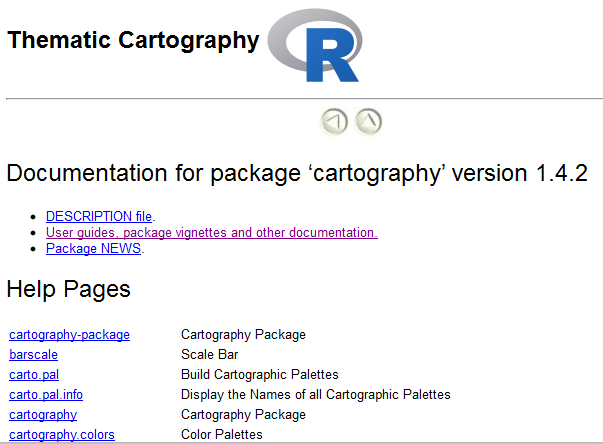 Thematic Cartography R
Documentation for package ‘cartography’ version 1.4.2
DESCRIPTION file.
User guides, package vignettes and other documentation.
Package NEWS.
Help Pages
cartography-package Cartography Package
barscale Scale Bar
carto.pal Build Cartographic Palettes
carto.pal.info Display the Names of all Cartographic Palettes
cartography Cartography Package
cartography.colors Color Palettes